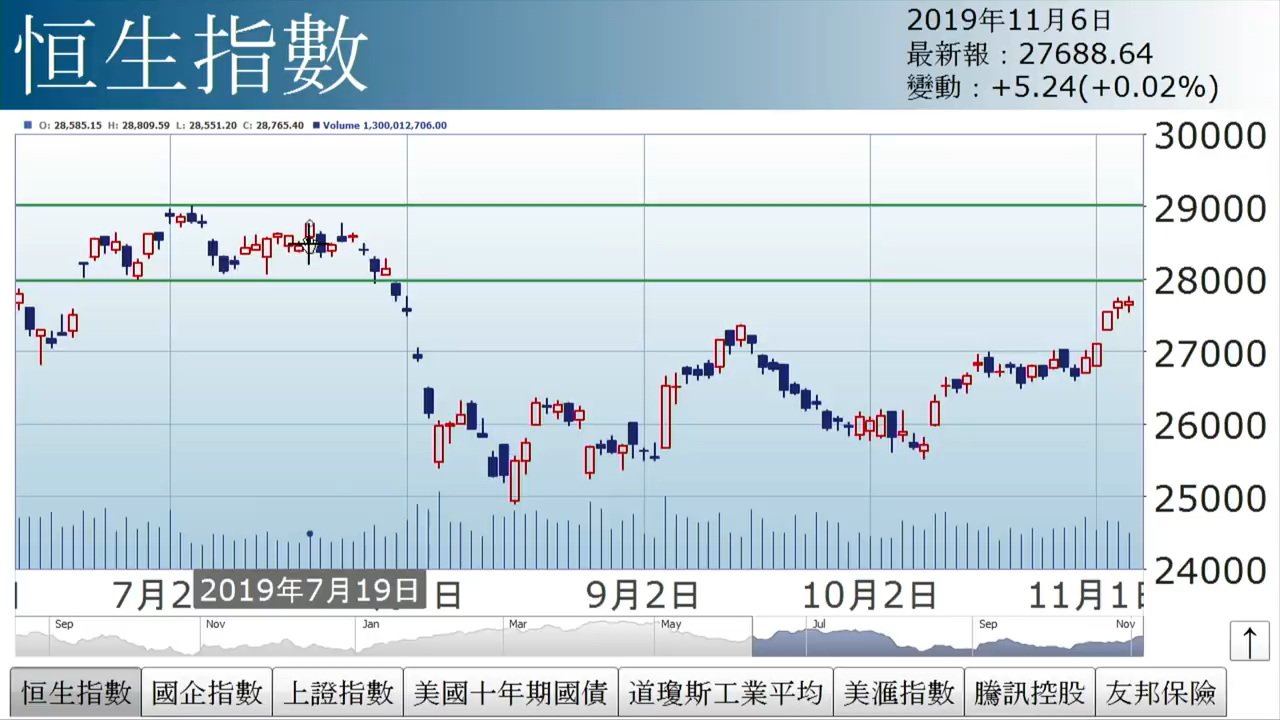 恒生指數
2019年11月6日
最新報：27688.64
變動：+5.24(+0.02%)
O: 28,585.15 H: 28,809.59 L: 28,551.20 C: 28,765.40 Volume 1,300,012,706.00
30000
29000
28000
27000
26000
25000
24000
7月2 2019年7月19日 日 9月2日 10月2日 11月1日
Sep Nov Jan Mar May Jul Sep Nov
↑
恒生指數 國企指數 上證指數 美國十年期國債 道瓊斯工業平均 美滙指數 騰訊控股 友邦保險